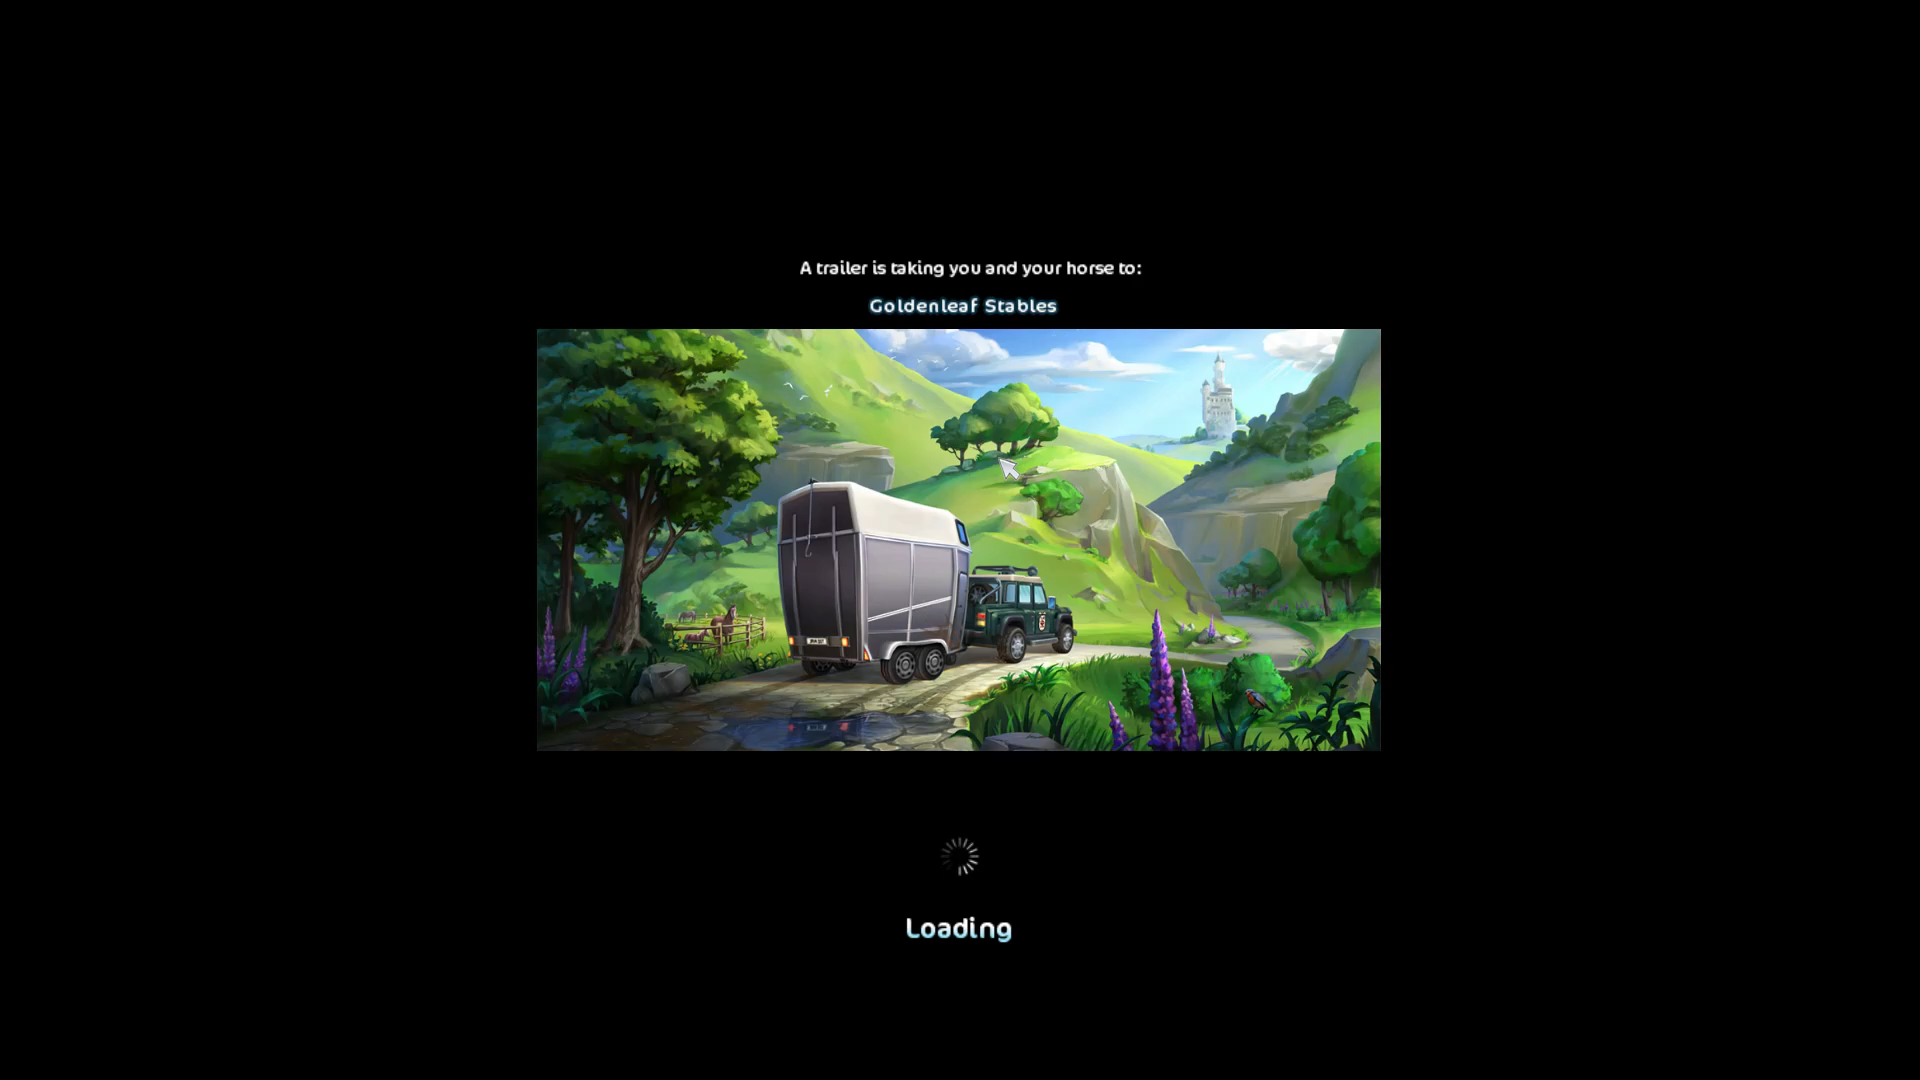 A trailer is taking you and your horse to:
Goldenleaf Stables
Loading